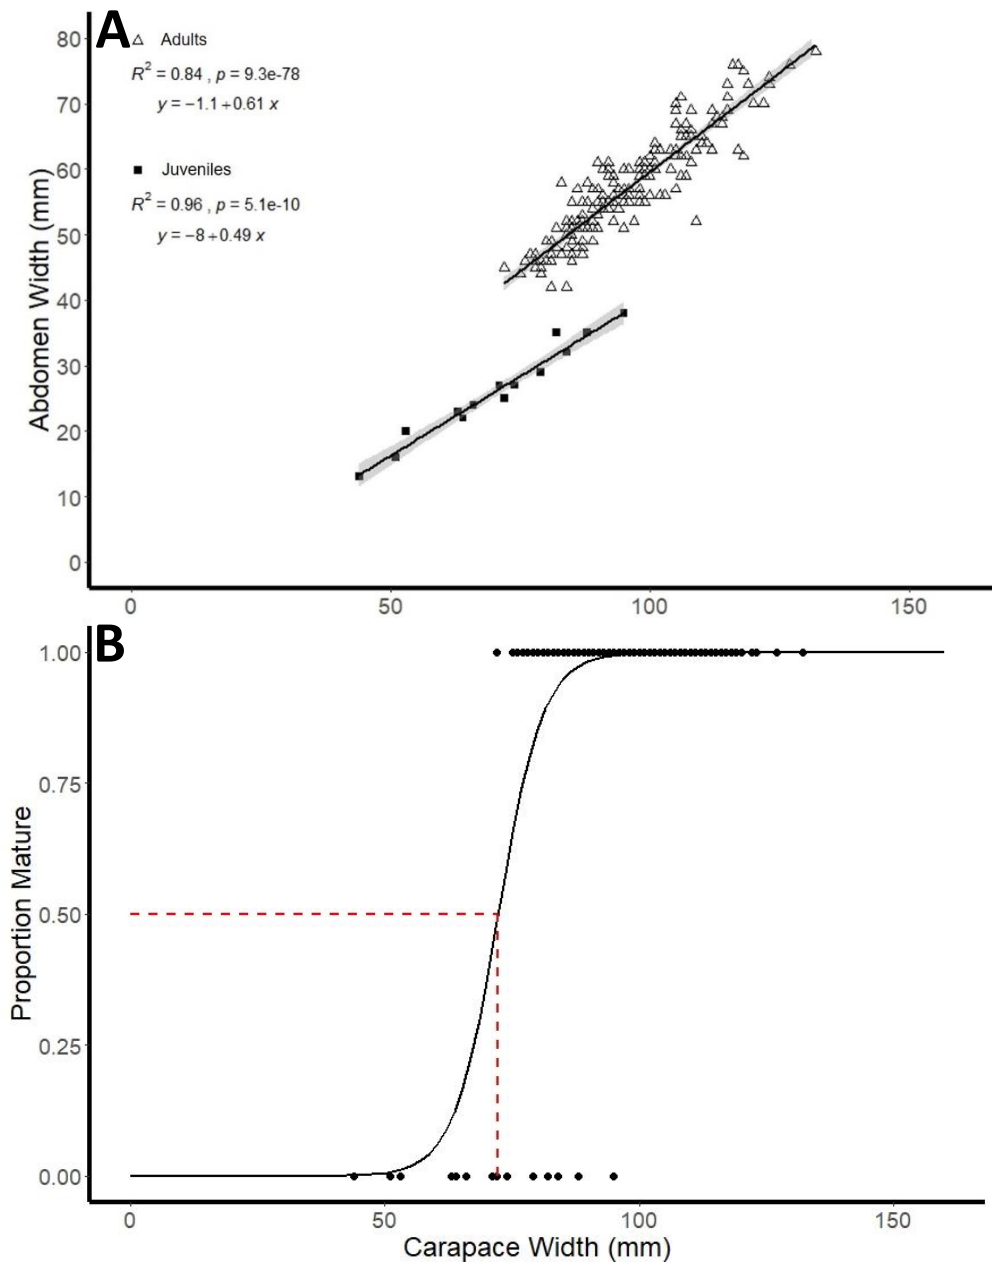 A
Adults
R² = 0.84 , p = 9.3e-78
y = −1.1 + 0.61 x
Juveniles
R² = 0.96 , p = 5.1e-10
y = −8 + 0.49 x
Abdomen Width (mm)
80
70
60
50
40
30
20
10
0
0 50 100 150
B
Proportion Mature
1.00
0.75
0.50
0.25
0.00
0 50 100 150
Carapace Width (mm)